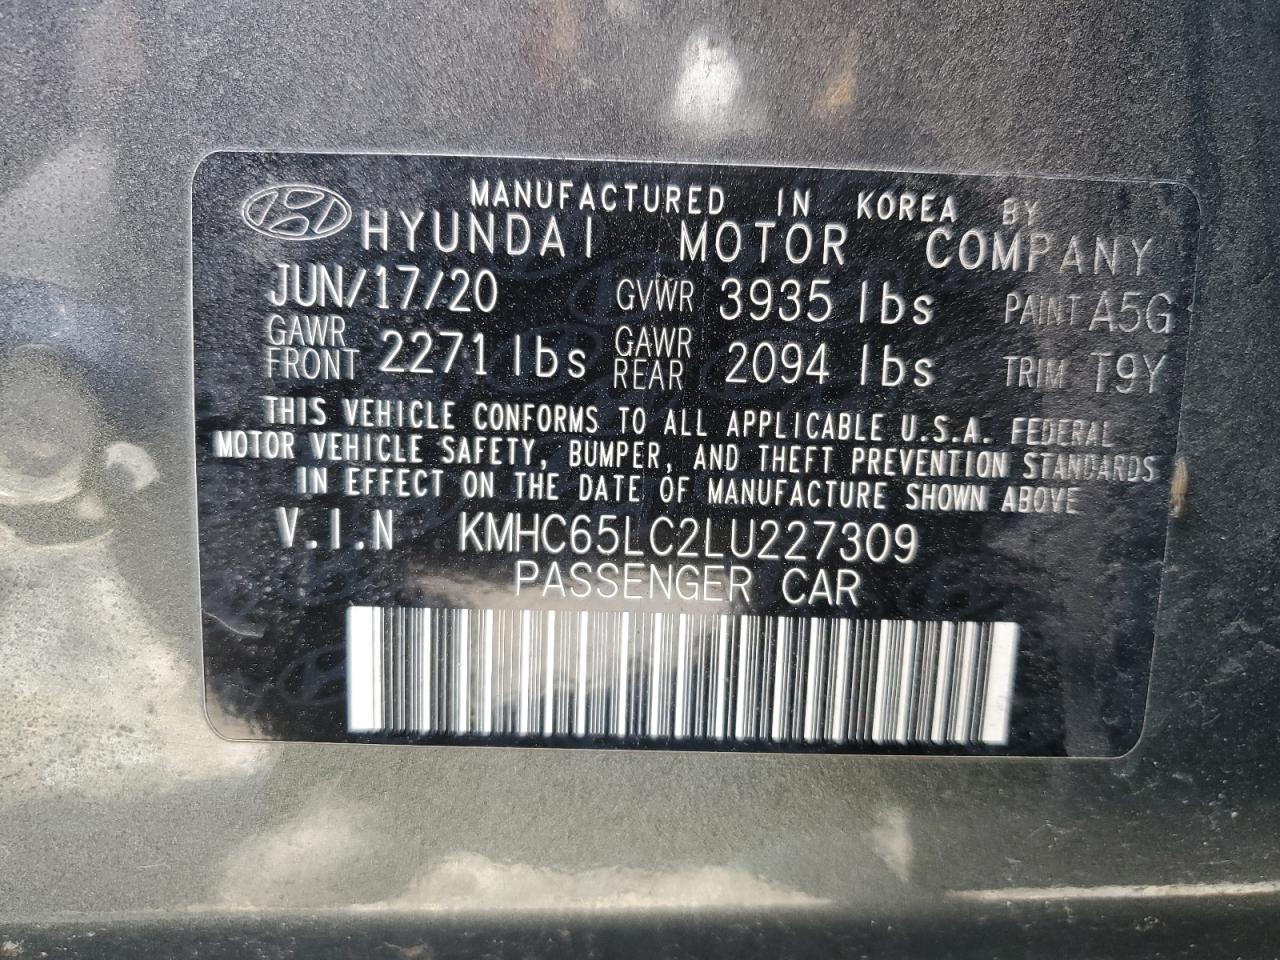 MANUFACTURED IN KOREA BY
HYUNDAI MOTOR COMPANY
JUN/17/20 GVWR 3935 lbs PAINT A5G
GAWR FRONT 2271 lbs GAWR REAR 2094 lbs TRIM T9Y
THIS VEHICLE CONFORMS TO ALL APPLICABLE U.S.A. FEDERAL
MOTOR VEHICLE SAFETY, BUMPER, AND THEFT PREVENTION STANDARDS
IN EFFECT ON THE DATE OF MANUFACTURE SHOWN ABOVE
V.I.N KMHC65LC2LU227309
PASSENGER CAR